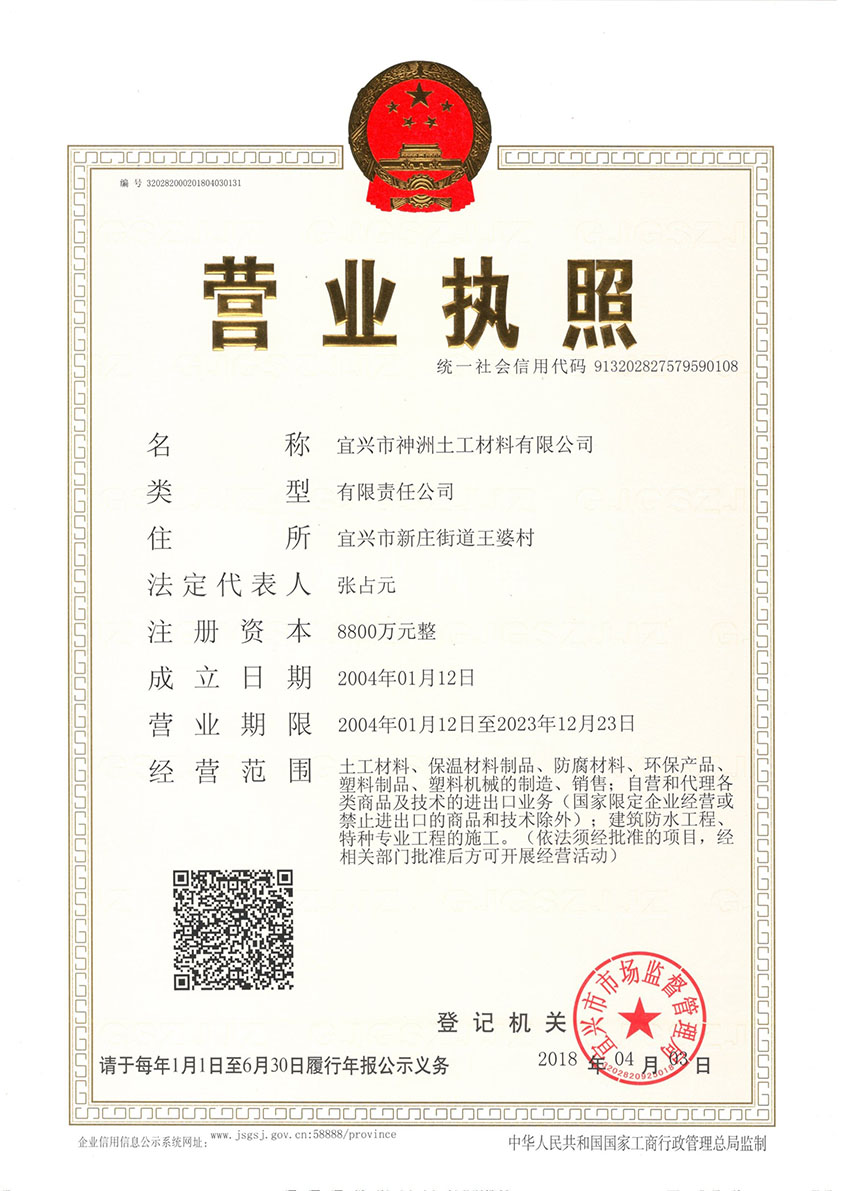 编 号 320282000201804030131
营业执照
统一社会信用代码 913202827579590108
名称 宜兴市神洲土工材料有限公司
类型 有限责任公司
住所 宜兴市新庄街道王婆村
法定代表人 张占元
注册资本 8800万元整
成立日期 2004年01月12日
营业期限 2004年01月12日至2023年12月23日
经营范围 土工材料、保温材料制品、防腐材料、环保产品、
塑料制品、塑料机械的制造、销售；自营和代理各
类商品及技术的进出口业务（国家限定企业经营或
禁止进出口的商品和技术除外）；建筑防水工程、
特种专业工程的施工。（依法须经批准的项目，经
相关部门批准后方可开展经营活动）
宜兴市市场监督管理局
登记机关
2018 年 04 月 03 日
请于每年1月1日至6月30日履行年报公示义务
企业信用信息公示系统网址：www.jsgsj.gov.cn:58888/province
中华人民共和国国家工商行政管理总局监制